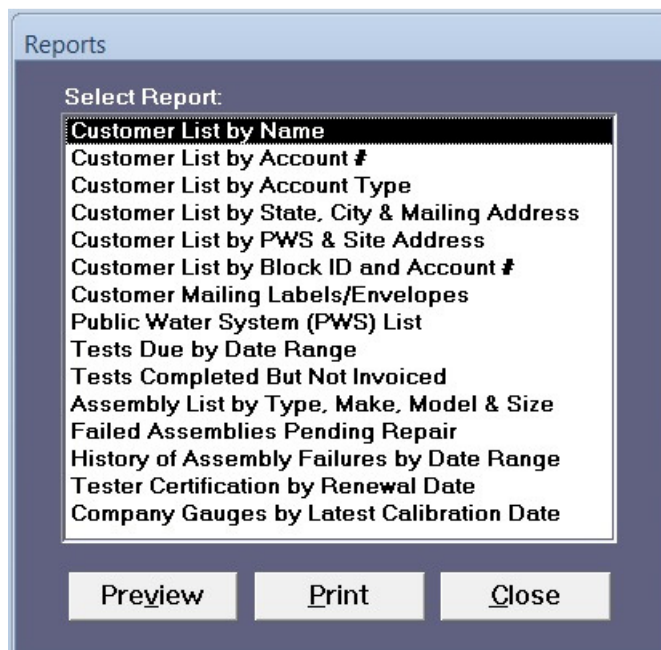 Reports
Select Report:
Customer List by Name
Customer List by Account #
Customer List by Account Type
Customer List by State, City & Mailing Address
Customer List by PWS & Site Address
Customer List by Block ID and Account #
Customer Mailing Labels/Envelopes
Public Water System (PWS) List
Tests Due by Date Range
Tests Completed But Not Invoiced
Assembly List by Type, Make, Model & Size
Failed Assemblies Pending Repair
History of Assembly Failures by Date Range
Tester Certification by Renewal Date
Company Gauges by Latest Calibration Date
Preview Print Close